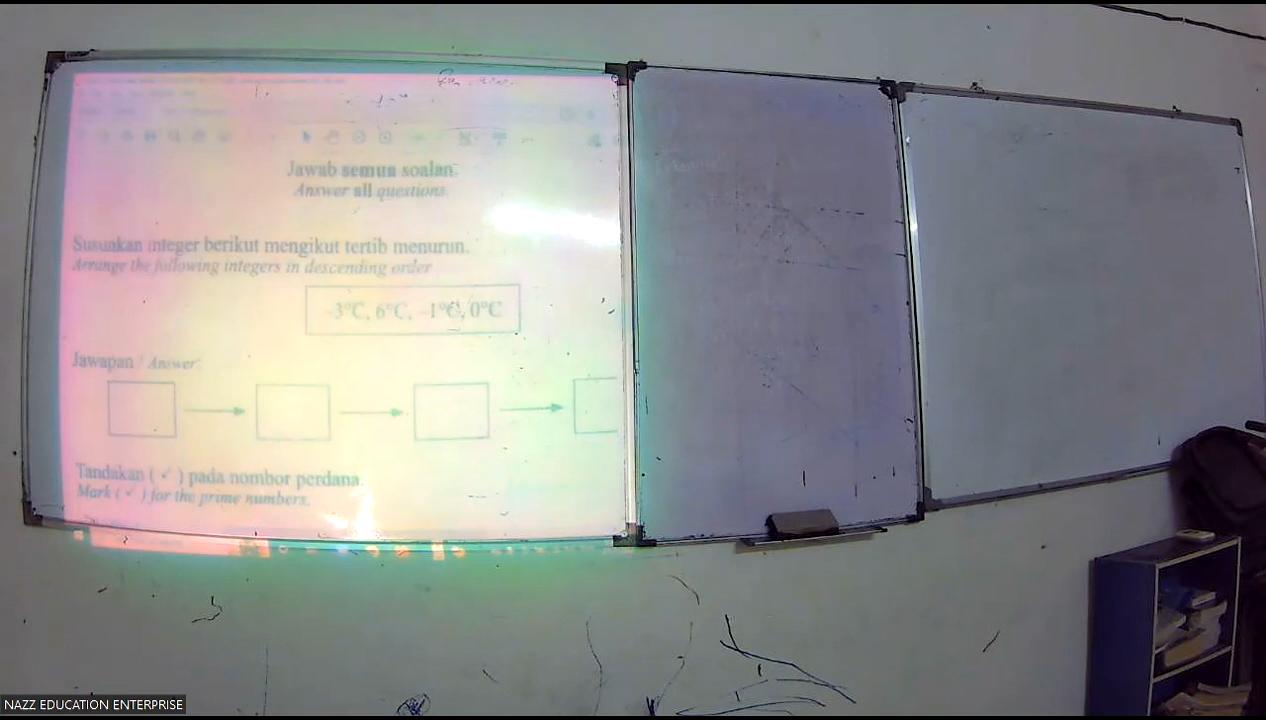 Jawab semua soalan.
Answer all questions.
Susunkan integer berikut mengikut tertib menurun.
Arrange the following integers in descending order
-3°C, 6°C, -1°C, 0°C
Jawapan / Answer:
Tandakan ( ✓ ) pada nombor perdana.
Mark ( ✓ ) for the prime numbers.
NAZZ EDUCATION ENTERPRISE